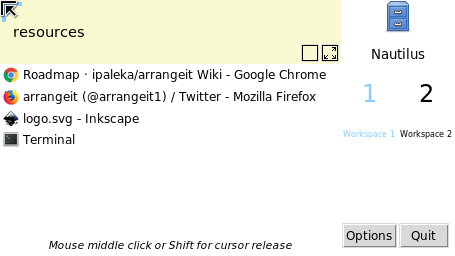 resources
Nautilus
Roadmap · ipaleka/arrangeit Wiki - Google Chrome
arrangeit (@arrangeit1) / Twitter - Mozilla Firefox
logo.svg - Inkscape
Terminal
1 2
Workspace 1 Workspace 2
Mouse middle click or Shift for cursor release
Options Quit